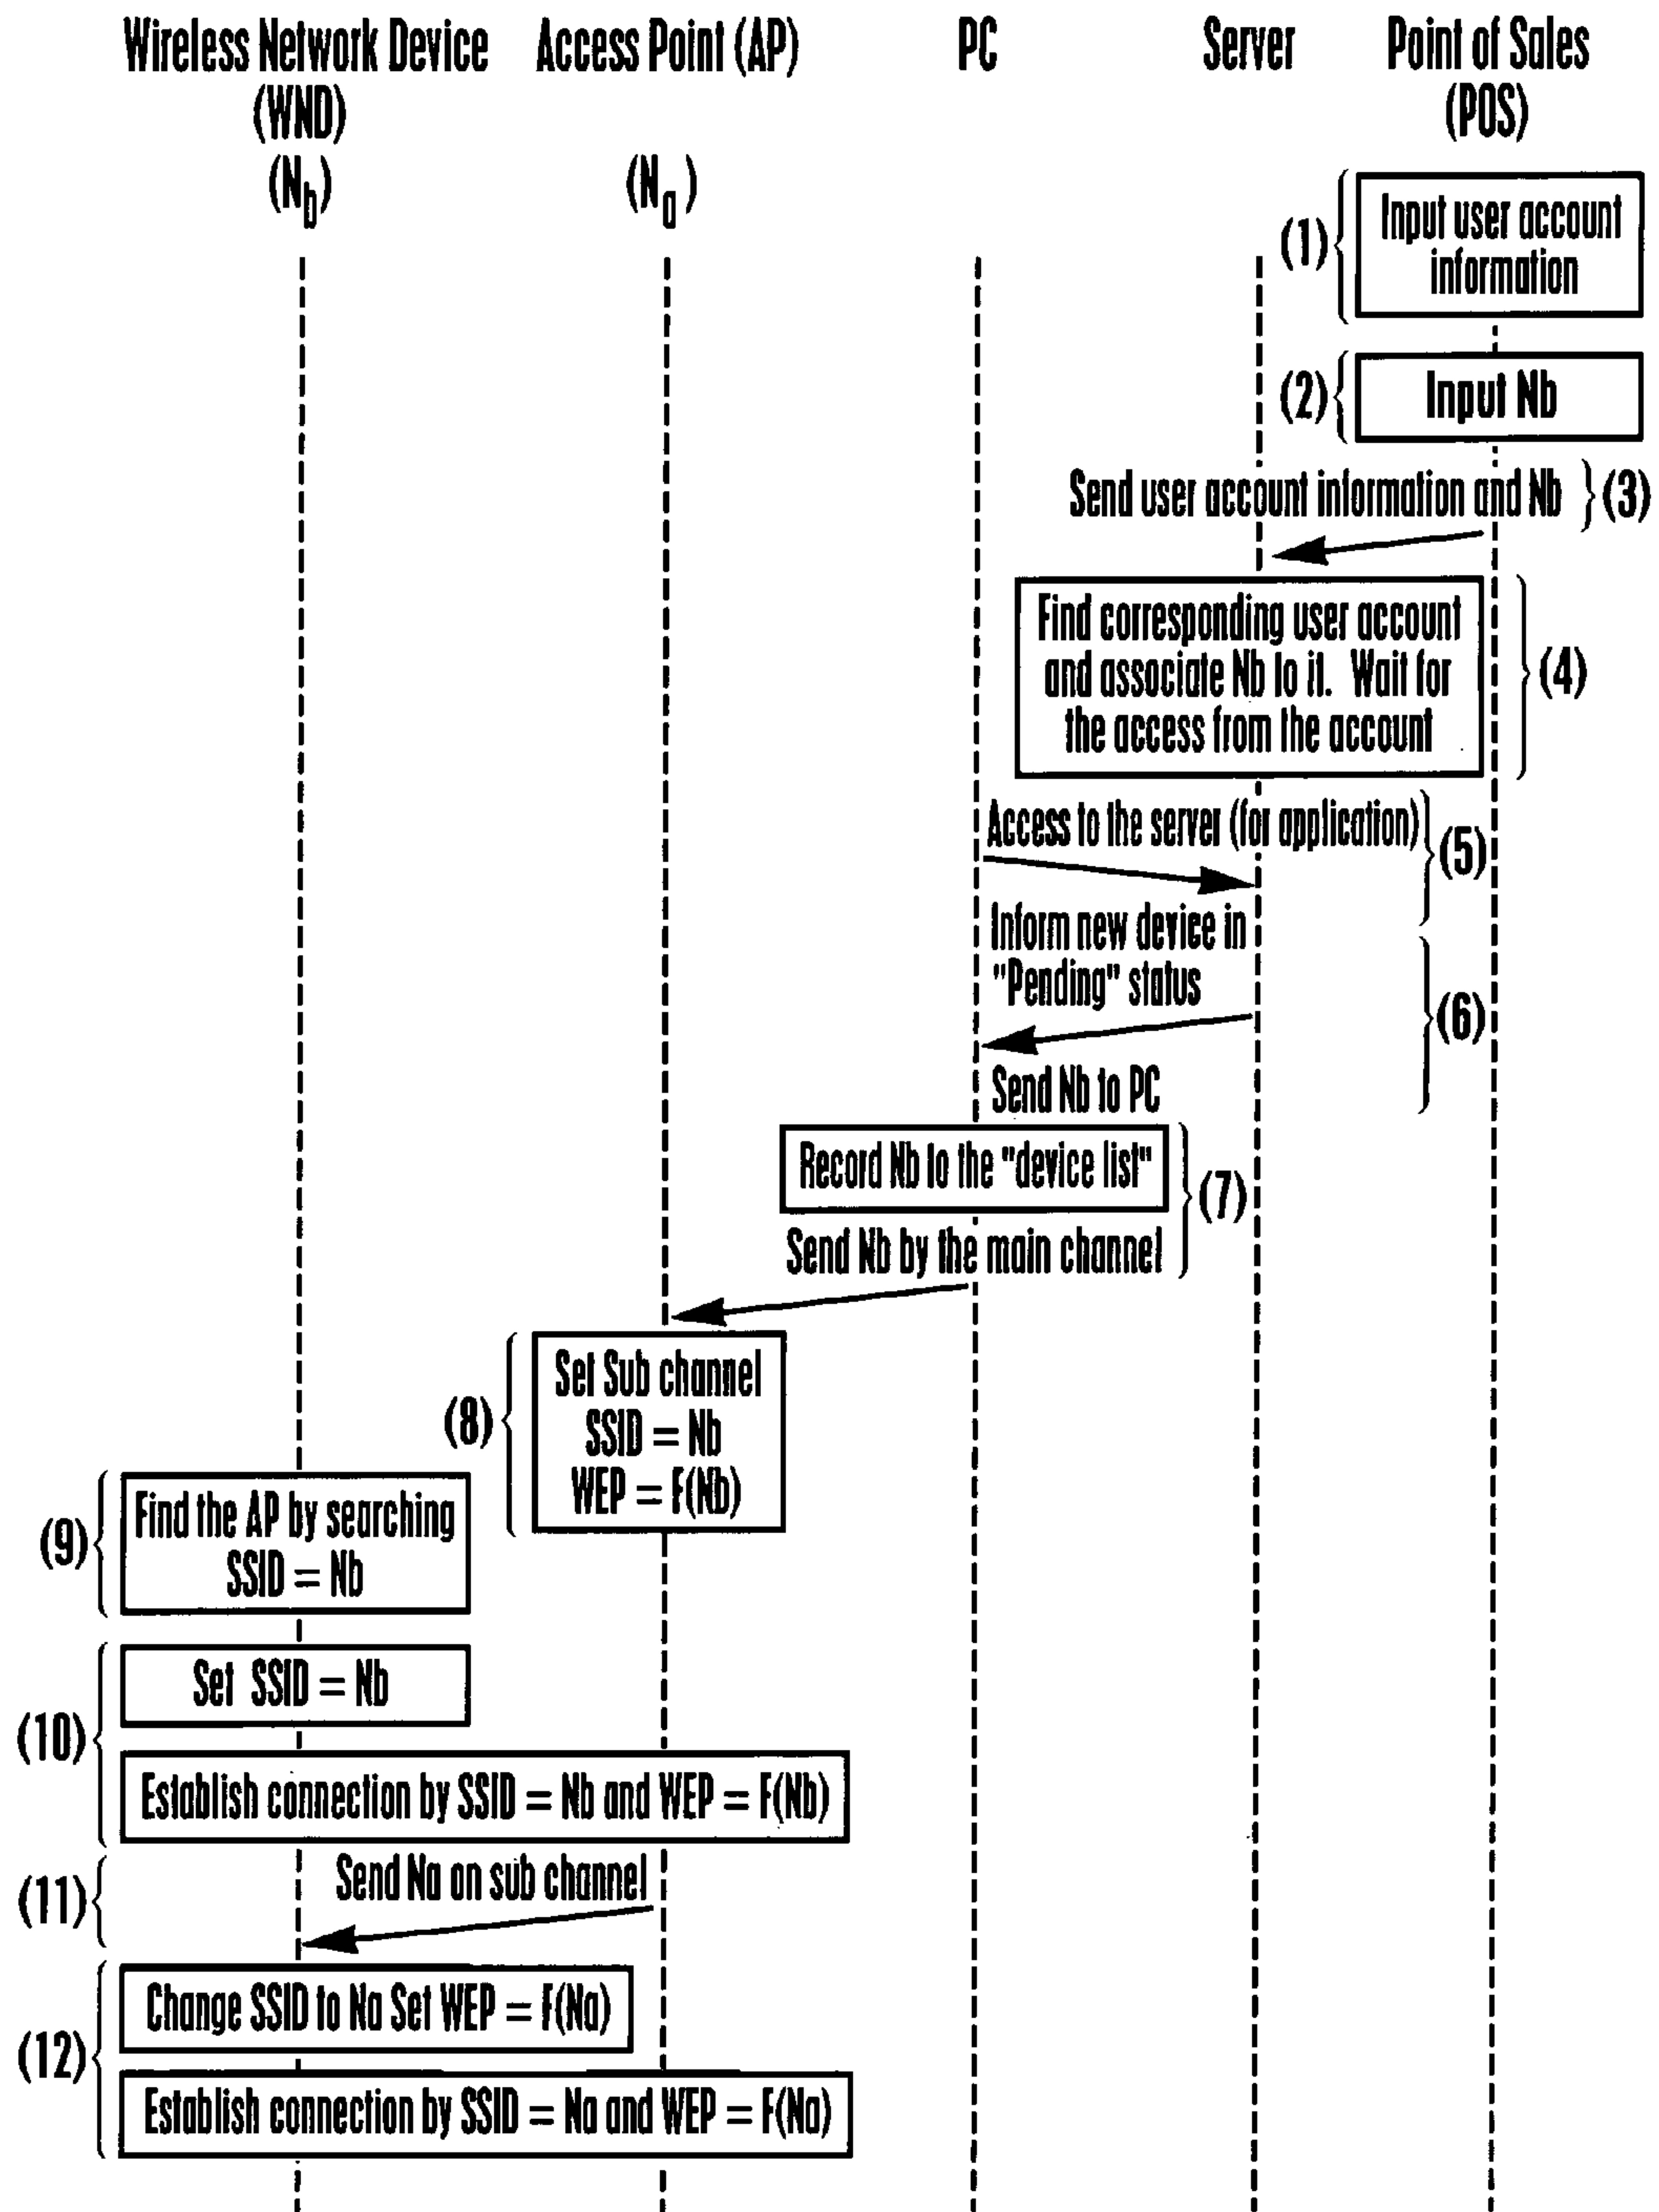 Wireless Network Device
(WND)
(Nb)
Access Point (AP)
(Na)
PC
Server
Point of Sales
(POS)
(1)
Input user account
information
(2)
Input Nb
Send user account information and Nb
(3)
Find corresponding user account
and associate Nb to it. Wait for
the access from the account
(4)
Access to the server (for application)
(5)
Inform new device in
"Pending" status
(6)
Send Nb to PC
Record Nb to the "device list"
(7)
Send Nb by the main channel
(8)
Set Sub channel
SSID = Nb
WEP = F(Nb)
(9)
Find the AP by searching
SSID = Nb
(10)
Set SSID = Nb
Establish connection by SSID = Nb and WEP = F(Nb)
(11)
Send Na on sub channel
(12)
Change SSID to Na Set WEP = F(Na)
Establish connection by SSID = Na and WEP = F(Na)